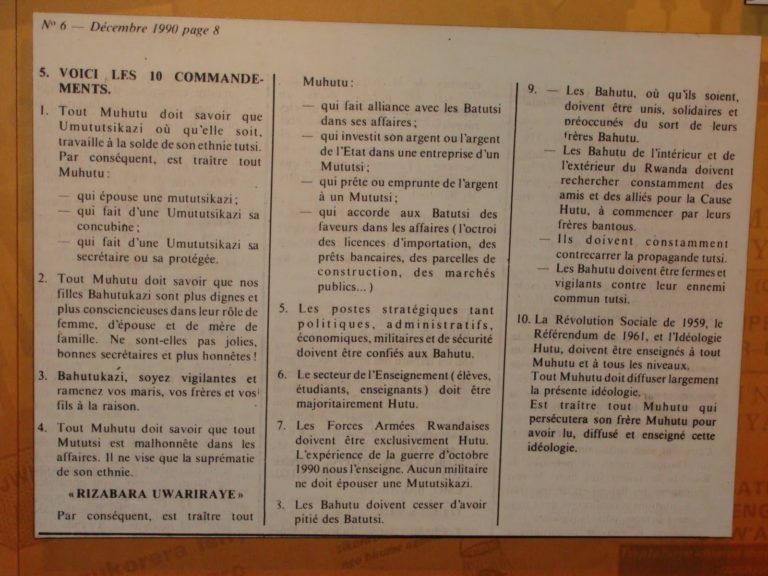 Nº 6 — Décembre 1990 page 8
5. VOICI LES 10 COMMANDE-
MENTS.
1. Tout Muhutu doit savoir que
Umututsikazi où qu'elle soit,
travaille à la solde de son ethnie tutsi.
Par conséquent, est traître tout
Muhutu :
— qui épouse une mututsikazi ;
— qui fait d'une Umututsikazi sa
concubine ;
— qui fait d'une Umututsikazi sa
secrétaire ou sa protégée.
2. Tout Muhutu doit savoir que nos
filles Bahutukazi sont plus dignes et
plus consciencieuses dans leur rôle de
femme, d'épouse et de mère de
famille. Ne sont-elles pas jolies,
bonnes secrétaires et plus honnêtes !
3. Bahutukazi, soyez vigilantes et
ramenez vos maris, vos frères et vos
fils à la raison.
4. Tout Muhutu doit savoir que tout
Mututsi est malhonnête dans les
affaires. Il ne vise que la suprématie
de son ethnie.
«RIZABARA UWARIRAYE»
Par conséquent, est traître tout
Muhutu :
— qui fait alliance avec les Batutsi
dans ses affaires ;
— qui investit son argent ou l'argent
de l'Etat dans une entreprise d'un
Mututsi ;
— qui prête ou emprunte de l'argent
à un Mututsi ;
— qui accorde aux Batutsi des
faveurs dans les affaires ( l'octroi
des licences d'importation, des
prêts bancaires, des parcelles de
construction, des marchés
publics... )
5. Les postes stratégiques tant
politiques, administratifs,
économiques, militaires et de sécurité
doivent être confiés aux Bahutu.
6. Le secteur de l'Enseignement ( élèves,
étudiants, enseignants ) doit être
majoritairement Hutu.
7. Les Forces Armées Rwandaises
doivent être exclusivement Hutu.
L'expérience de la guerre d'octobre
1990 nous l'enseigne. Aucun militaire
ne doit épouser une Mututsikazi.
3. Les Bahutu doivent cesser d'avoir
pitié des Batutsi.
9. — Les Bahutu, où qu'ils soient,
doivent être unis, solidaires et
préoccunés du sort de leurs
frères Bahutu.
— Les Bahutu de l'intérieur et de
l'extérieur du Rwanda doivent
rechercher constamment des
amis et des alliés pour la Cause
Hutu, à commencer par leurs
frères bantous.
— Ils doivent constamment
contrecarrer la propagande tutsi.
— Les Bahutu doivent être fermes et
vigilants contre leur ennemi
commun tutsi.
10. La Révolution Sociale de 1959, le
Référendum de 1961, et l'Idéologie
Hutu, doivent être enseignés à tout
Muhutu et à tous les niveaux.
Tout Muhutu doit diffuser largement
la présente idéologie.
Est traître tout Muhutu qui
persécutera son frère Muhutu pour
avoir lu, diffusé et enseigné cette
idéologie.